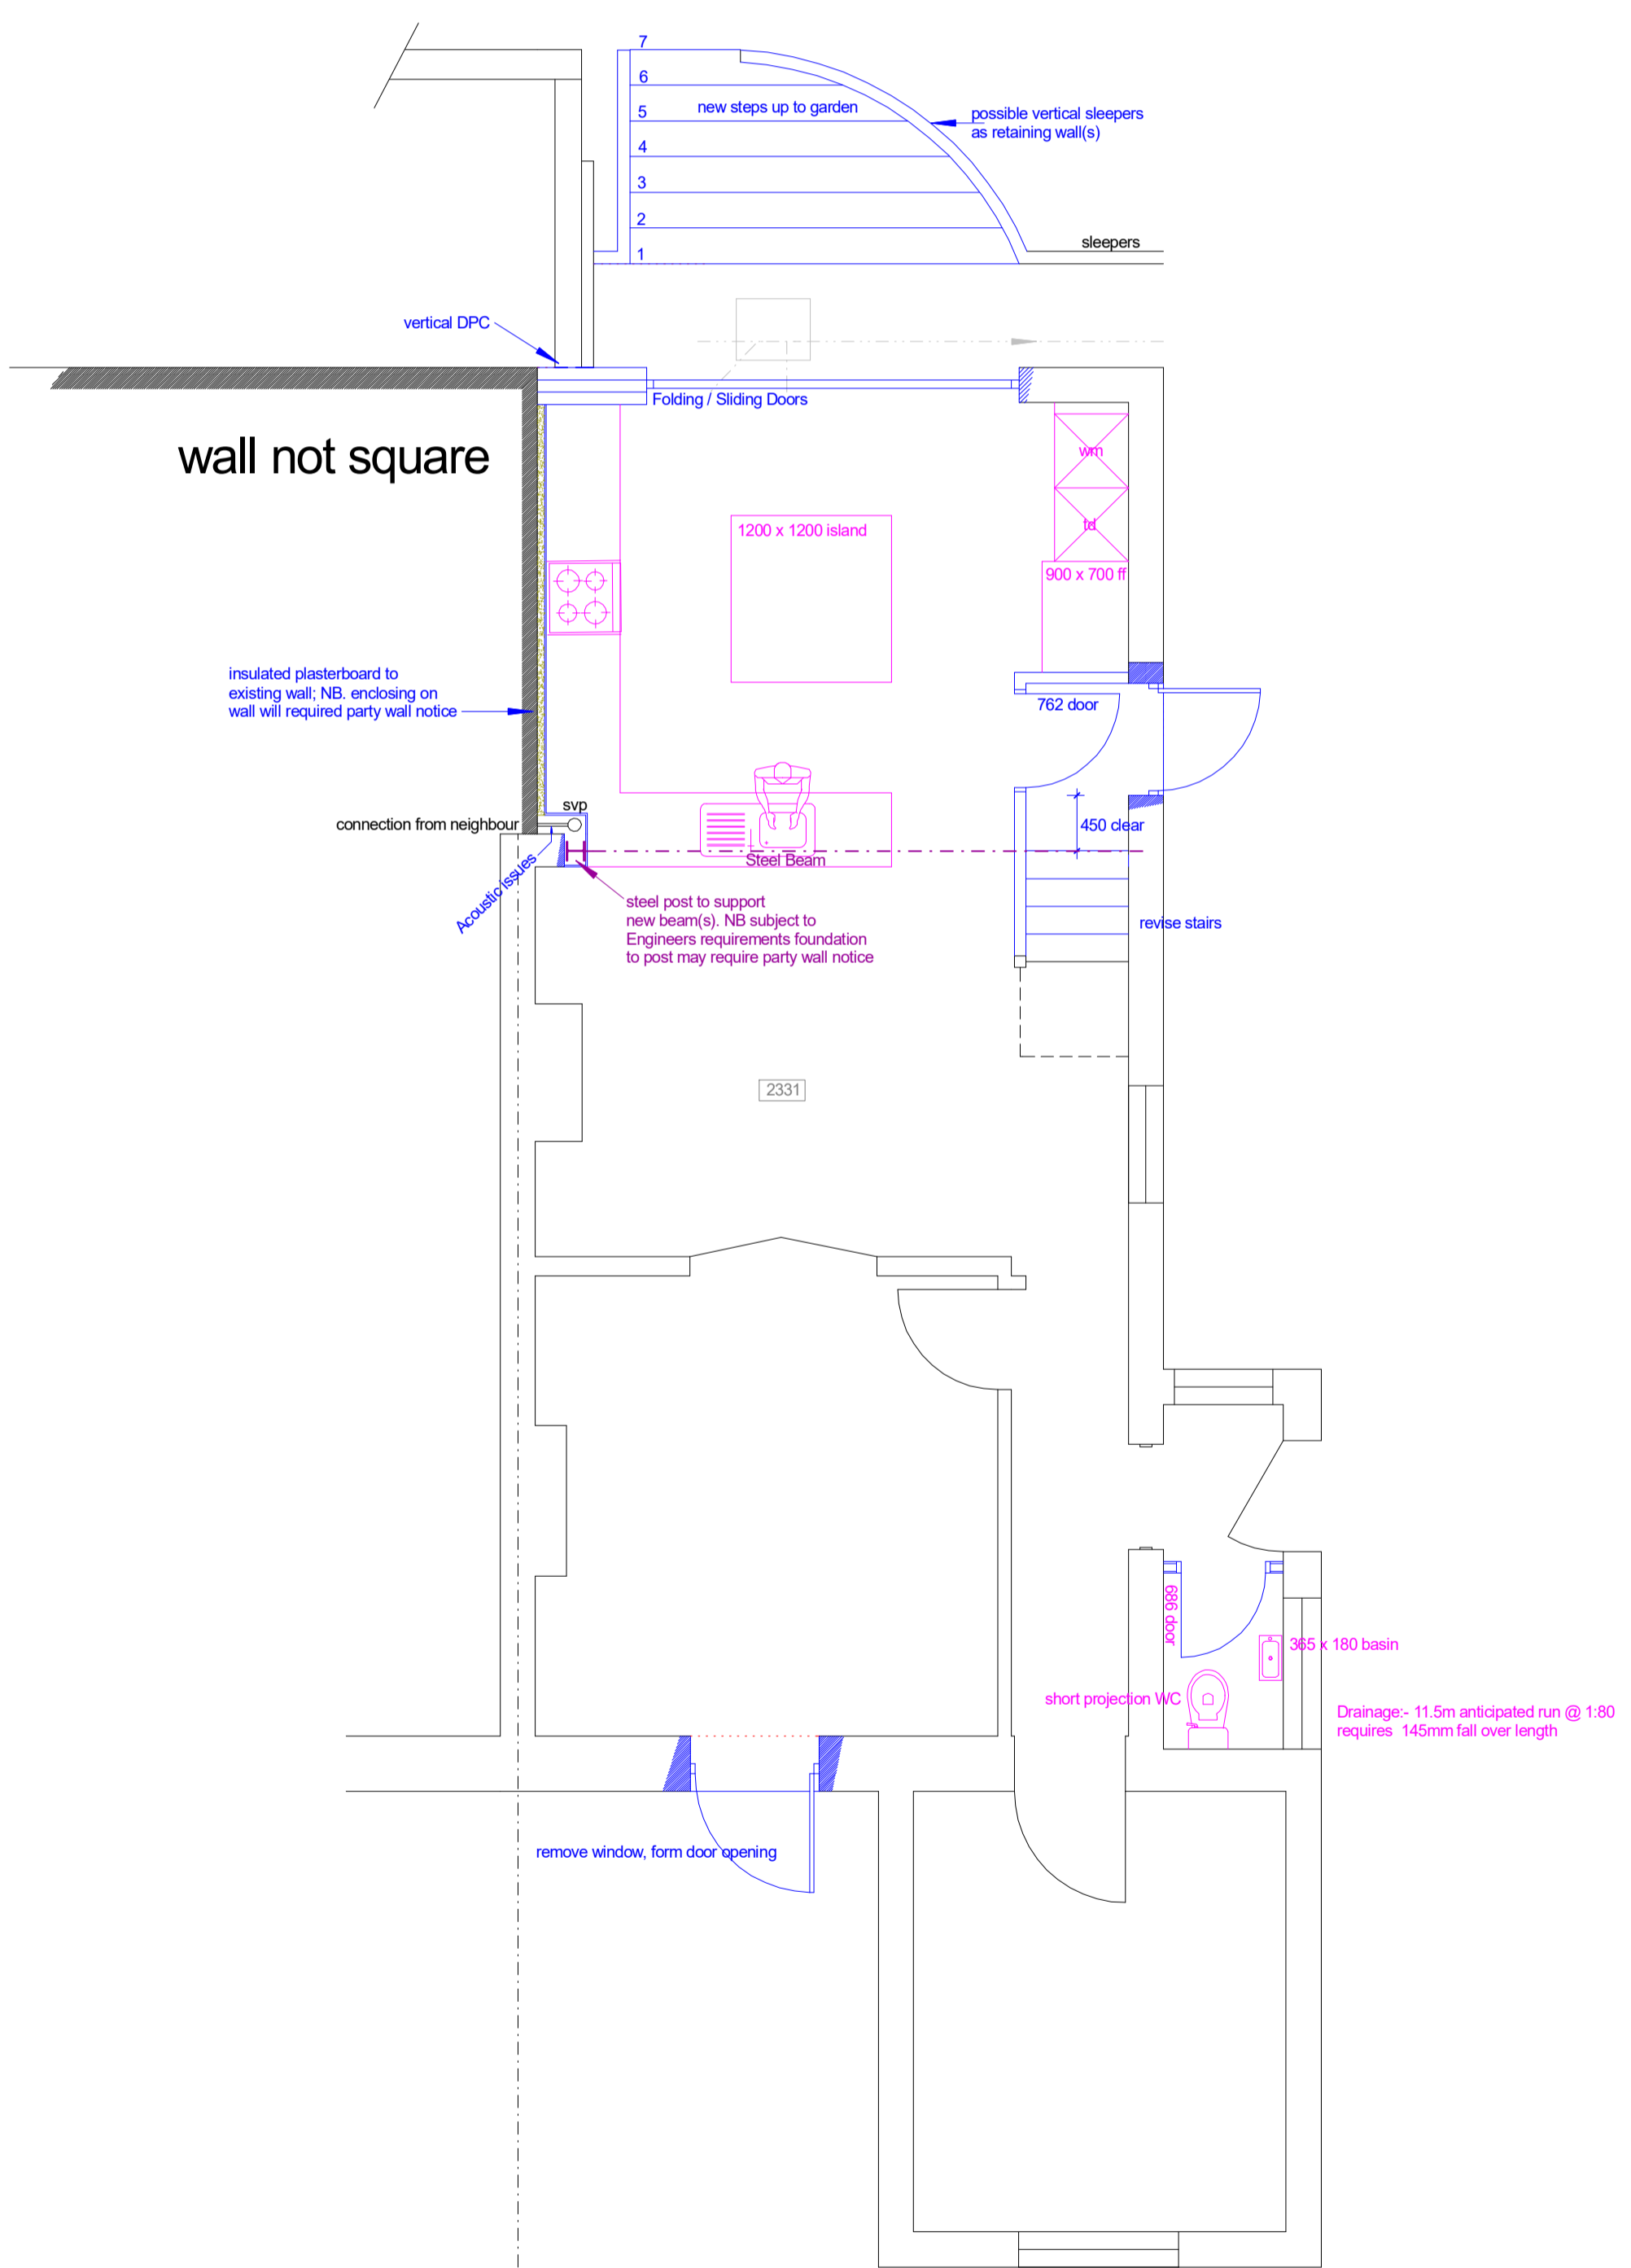 7
6
new steps up to garden
5
possible vertical sleepers
as retaining wall(s)
4
3
2
1
sleepers
vertical DPC
Folding / Sliding Doors
wall not square
wm
1200 x 1200 island
td
900 x 700 ff
insulated plasterboard to
existing wall; NB. enclosing on
wall will required party wall notice
762 door
svp
connection from neighbour
450 clear
Steel Beam
Acoustic issues
steel post to support
new beam(s). NB subject to
Engineers requirements foundation
to post may require party wall notice
revise stairs
2331
686 door
365 x 180 basin
short projection WC
Drainage:- 11.5m anticipated run @ 1:80
requires 145mm fall over length
remove window, form door opening